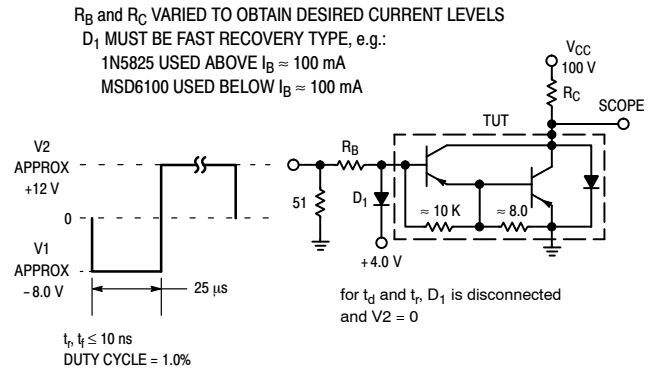 R_B and R_C VARIED TO OBTAIN DESIRED CURRENT LEVELS
D_1 MUST BE FAST RECOVERY TYPE, e.g.:
1N5825 USED ABOVE I_B ≈ 100 mA
MSD6100 USED BELOW I_B ≈ 100 mA
V_CC
100 V
R_C
SCOPE
TUT
V2
APPROX
+12 V
0
V1
APPROX
-8.0 V
25 μs
R_B
51
D_1
≈ 10 K
≈ 8.0
+4.0 V
for t_d and t_r, D_1 is disconnected
and V2 = 0
t_r, t_f ≤ 10 ns
DUTY CYCLE = 1.0%